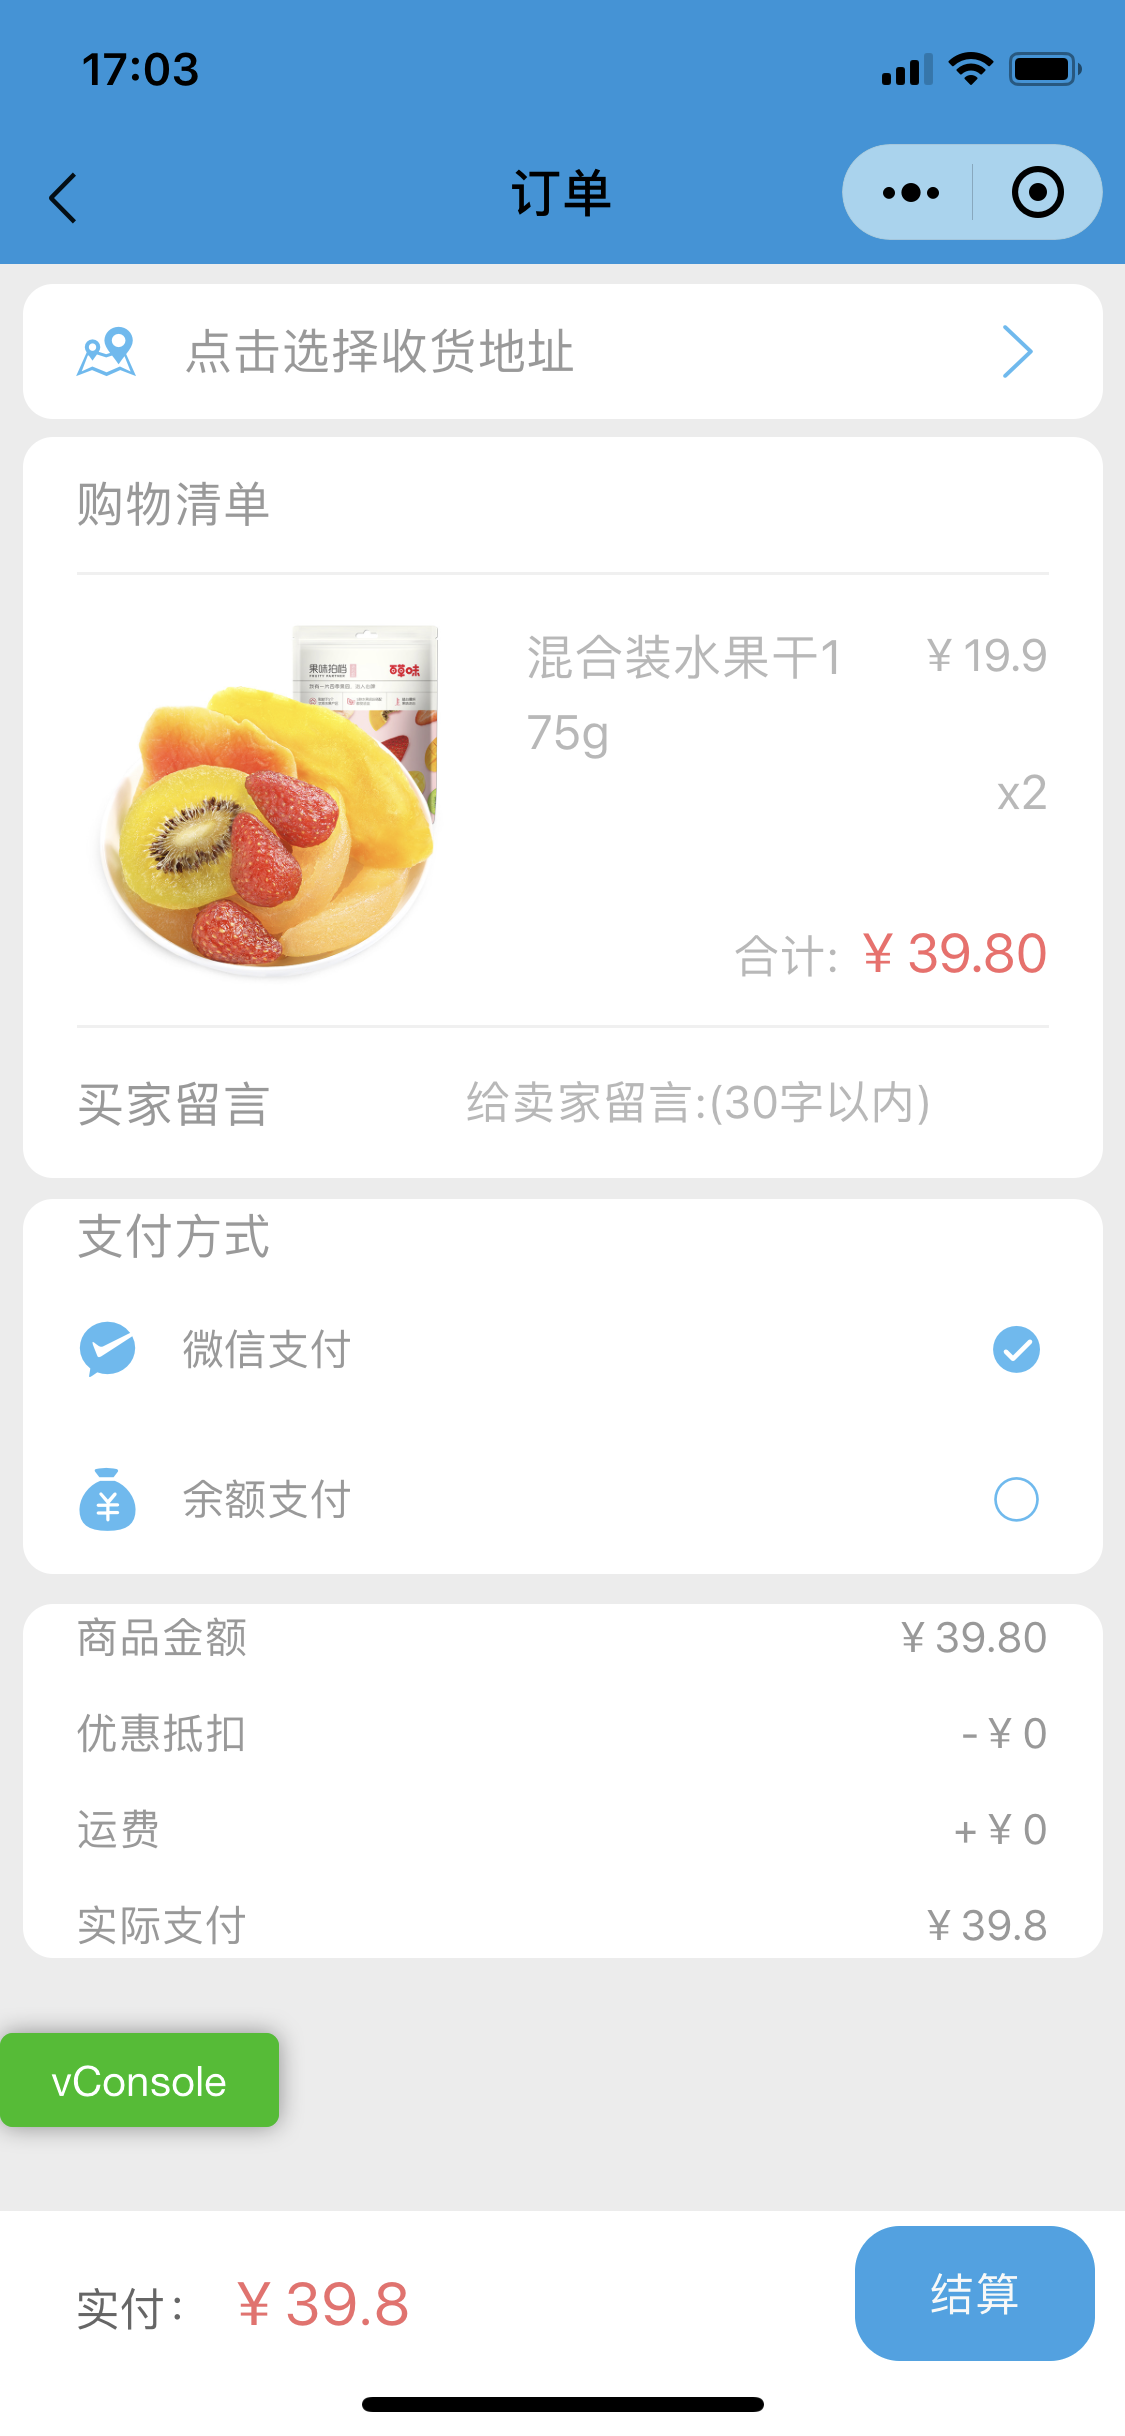 17:03
订单
点击选择收货地址
购物清单
果味拍档
百草味
混合装水果干1
75g
¥ 19.9
x2
合计: ¥ 39.80
买家留言
给卖家留言:(30字以内)
支付方式
微信支付
余额支付
商品金额 ¥ 39.80
优惠抵扣 - ¥ 0
运费 + ¥ 0
实际支付 ¥ 39.8
vConsole
实付: ¥ 39.8
结算